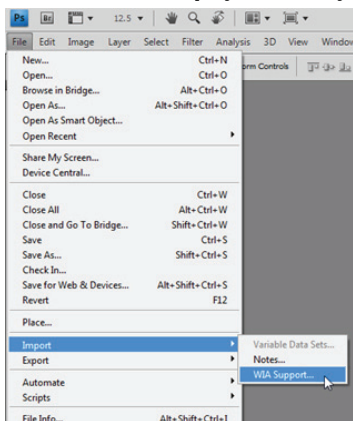 Ps Br 12.5
File Edit Image Layer Select Filter Analysis 3D View Window
New... Ctrl+N
Open... Ctrl+O
Browse in Bridge... Alt+Ctrl+O
Open As... Alt+Shift+Ctrl+O
Open As Smart Object...
Open Recent
Share My Screen...
Device Central...
Close Ctrl+W
Close All Alt+Ctrl+W
Close and Go To Bridge... Shift+Ctrl+W
Save Ctrl+S
Save As... Shift+Ctrl+S
Check In...
Save for Web & Devices... Alt+Shift+Ctrl+S
Revert F12
Place...
Import
Export
Automate
Scripts
File Info... Alt+Shift+Ctrl+I
orm Controls
Variable Data Sets...
Notes...
WIA Support...